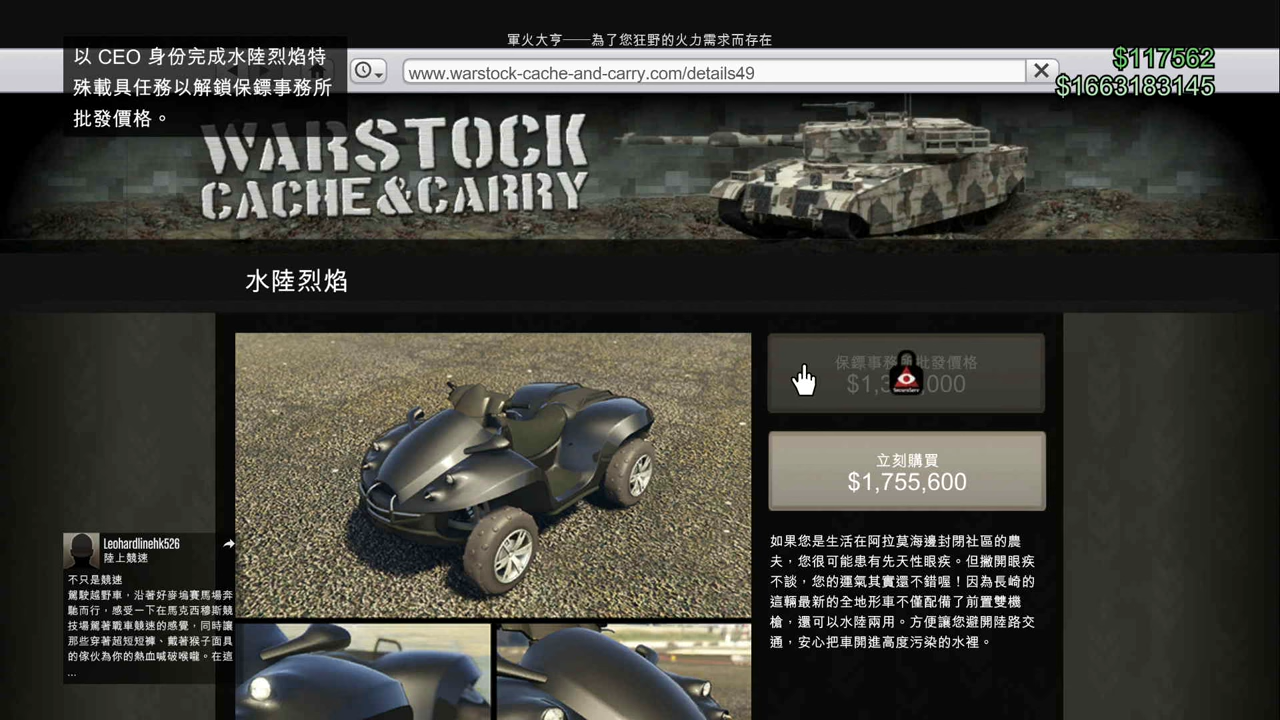 軍火大亨──為了您狂野的火力需求而存在
以 CEO 身份完成水陸烈焰特
殊載具任務以解鎖保鏢事務所
批發價格。
www.warstock-cache-and-carry.com/details49
$117562
$1663183145
WARSTOCK
CACHE&CARRY
水陸烈焰
保鏢事務所批發價格
立刻購買
$1,755,600
如果您是生活在阿拉莫海邊封閉社區的農
夫，您很可能患有先天性眼疾。但撇開眼疾
不談，您的運氣其實還不錯喔！因為長崎的
這輛最新的全地形車不僅配備了前置雙機
槍，還可以水陸兩用。方便讓您避開陸路交
通，安心把車開進高度污染的水裡。
Leohardlinehk526
陸上競速
不只是競速
駕駛越野車，沿著好麥塢賽馬場奔
馳而行，感受一下在馬克西穆斯競
技場駕著戰車競速的感覺，同時讓
那些穿著超短短褲、戴著猴子面具
的傢伙為你的熱血喊破喉嚨。在這
...